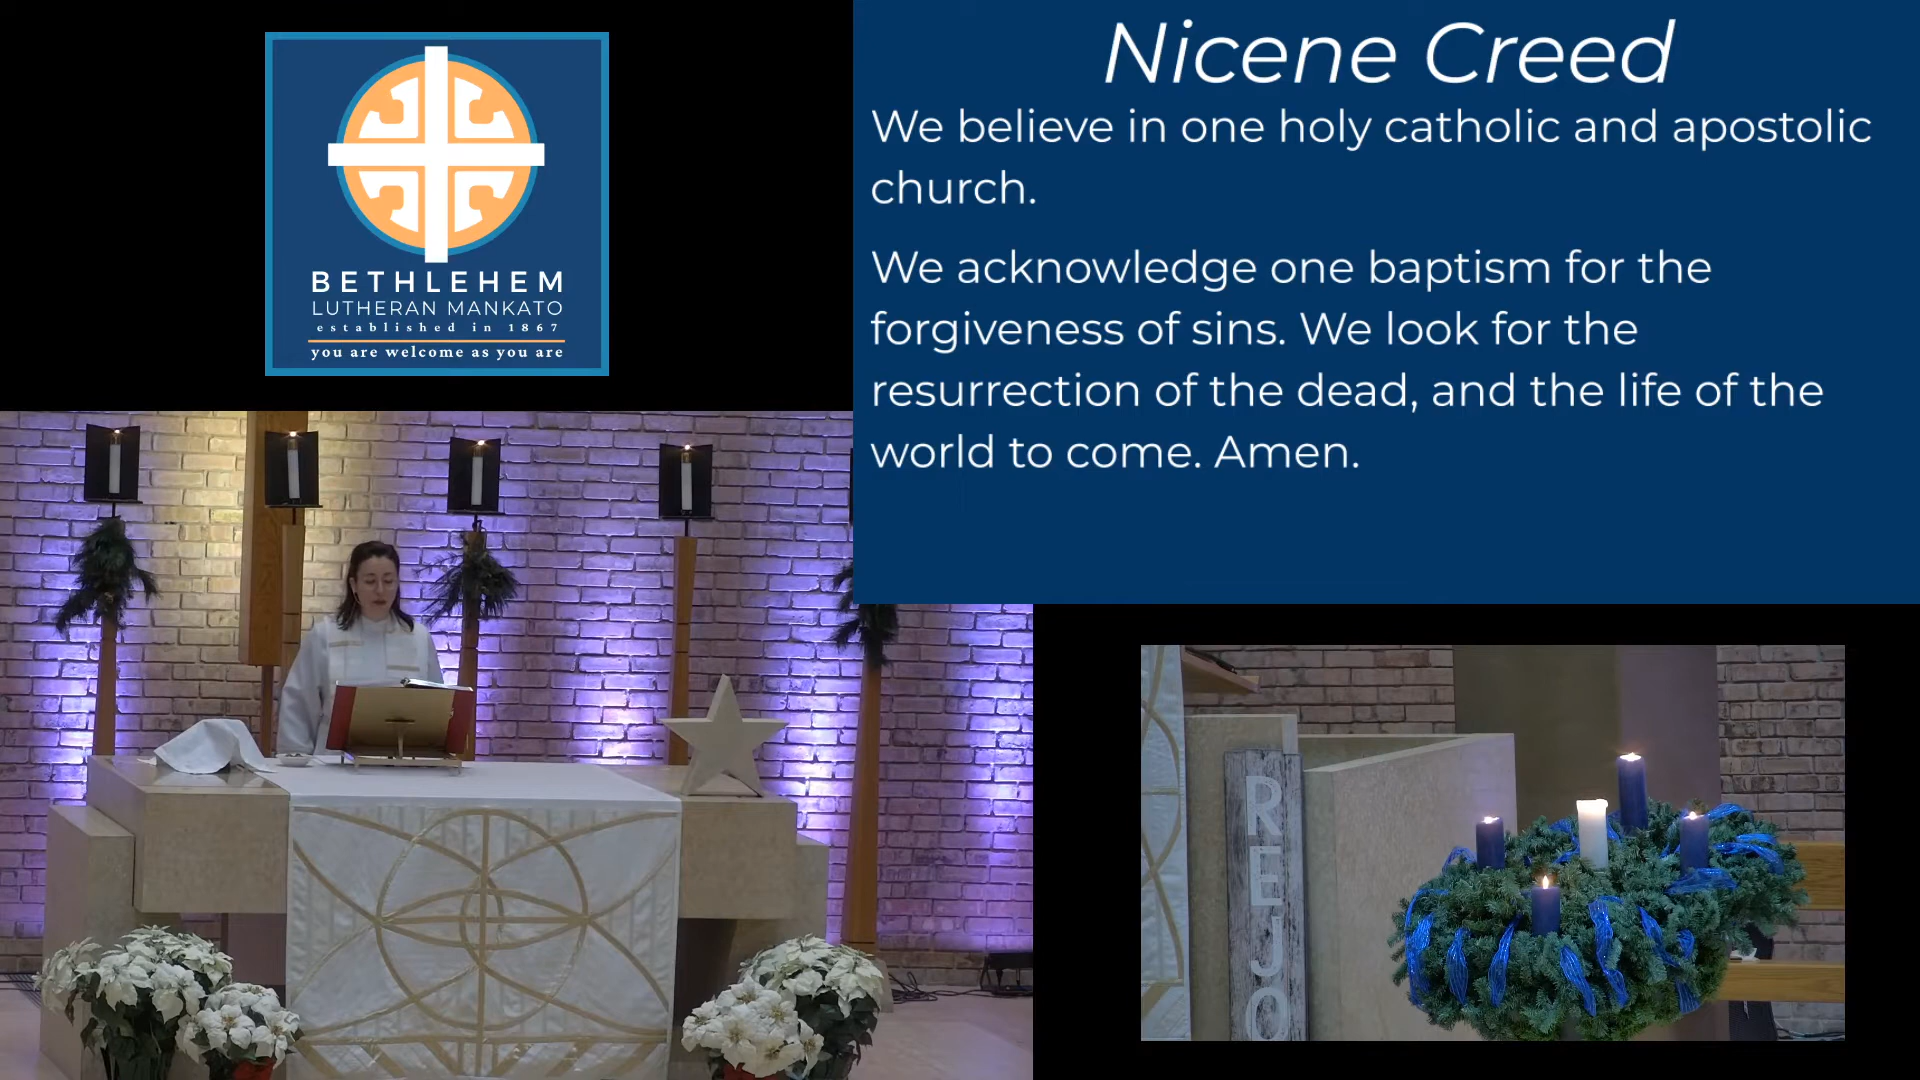 BETHLEHEM
LUTHERAN MANKATO
established in 1867
you are welcome as you are
Nicene Creed
We believe in one holy catholic and apostolic
church.
We acknowledge one baptism for the
forgiveness of sins. We look for the
resurrection of the dead, and the life of the
world to come. Amen.
REJO